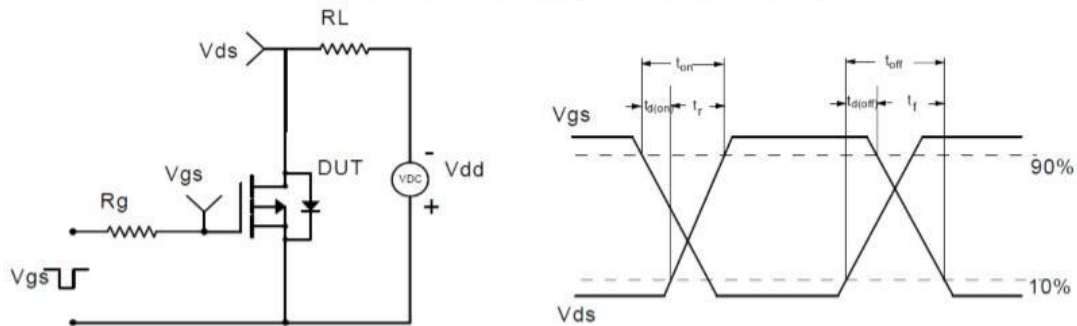 RL
Vds
Vgs
DUT
-
VDC
Vdd
+
Rg
Vgs
ton
toff
td(on)
tr
td(off)
tf
Vgs
90%
10%
Vds